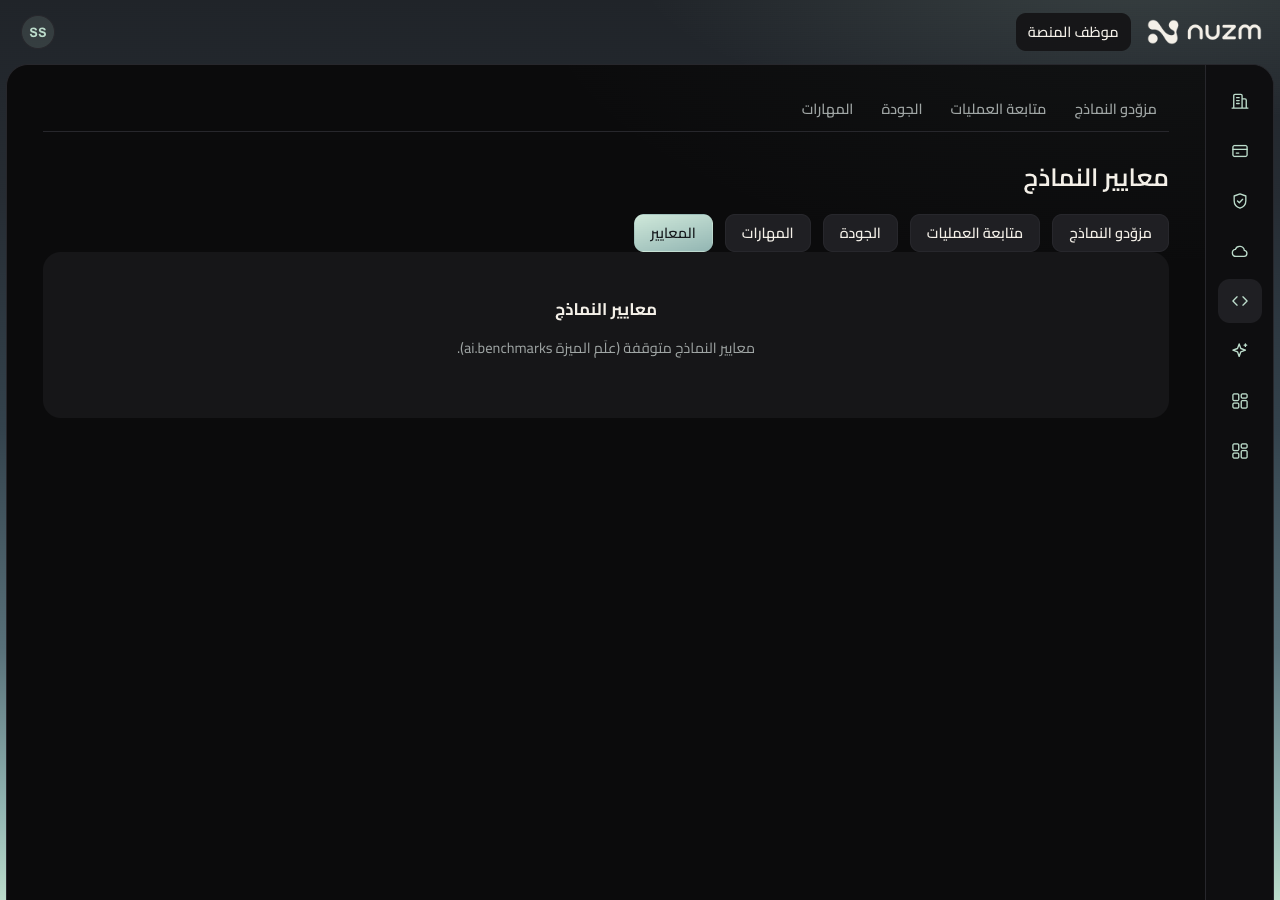 nuzm
موظف المنصة
SS
مزوّدو النماذج
متابعة العمليات
الجودة
المهارات
معايير النماذج
مزوّدو النماذج
متابعة العمليات
الجودة
المهارات
المعايير
معايير النماذج
معايير النماذج متوقفة (علَم الميزة ai.benchmarks).